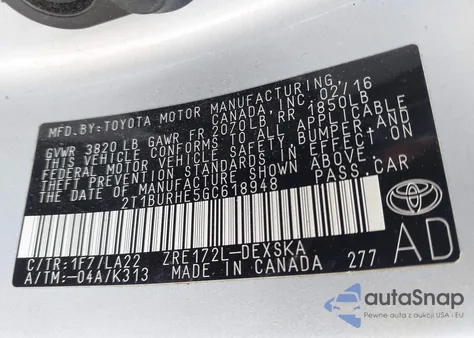 MFD.BY:TOYOTA MOTOR MANUFACTURING,
CANADA, INC. 02/16
GVWR 3820 LB GAWR FR 2070LB RR 1850LB
THIS VEHICLE CONFORMS TO ALL APPLICABLE
FEDERAL MOTOR VEHICLE SAFETY, BUMPER, AND
THEFT PREVENTION STANDARDS IN EFFECT ON
THE DATE OF MANUFACTURE SHOWN ABOVE.
2T1BURHE5GC618948 PASS.CAR
C/TR:1F7/LA22 ZRE172L-DEXSKA
A/TM:-04A/K313 MADE IN CANADA 277
TOYOTA
AD
autoSnap
Pewne auta z aukcji USA i EU